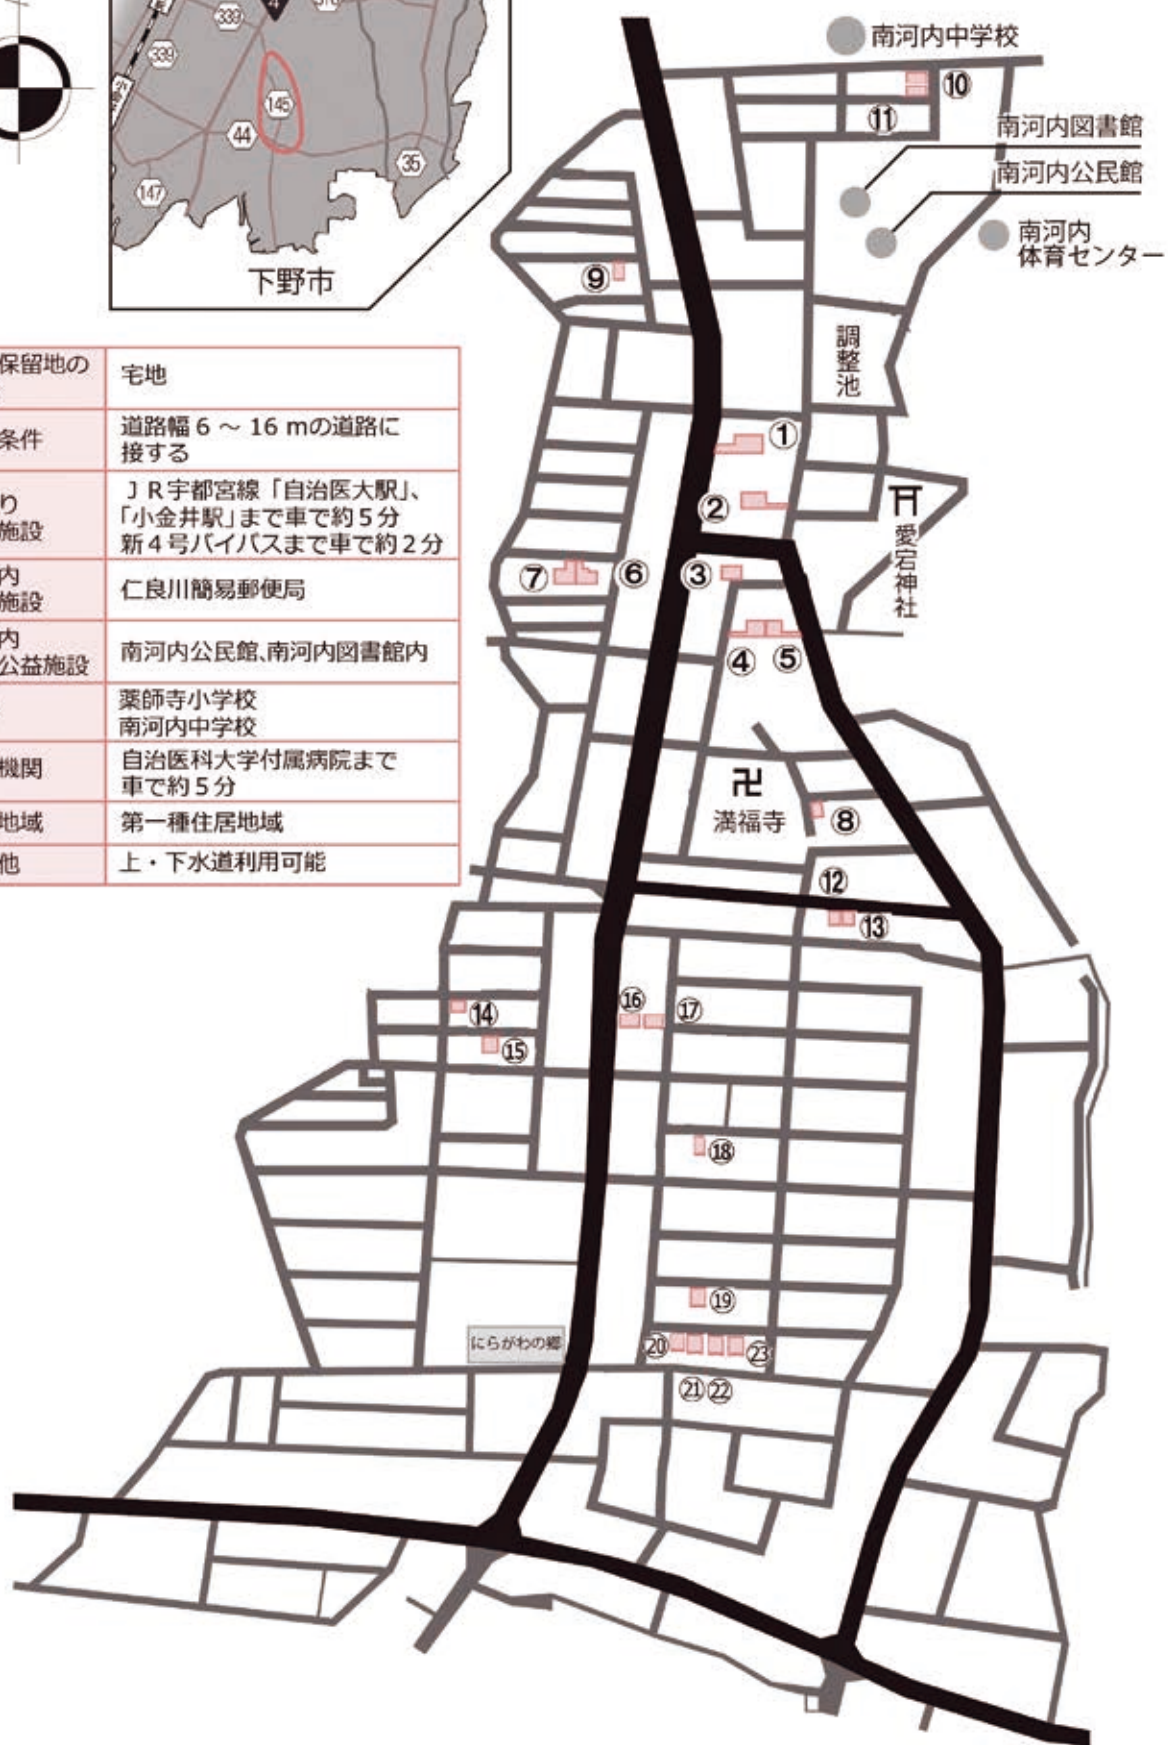 339
4
339
145
44
35
147
下野市
保留地の
宅地
条件
道路幅 6 ～ 16 mの道路に
接する
り
施設
ＪＲ宇都宮線「自治医大駅」、
「小金井駅」まで車で約５分
新４号バイパスまで車で約２分
内
施設
仁良川簡易郵便局
内
公益施設
南河内公民館、南河内図書館内
薬師寺小学校
南河内中学校
機関
自治医科大学付属病院まで
車で約５分
地域
第一種住居地域
他
上・下水道利用可能
南河内中学校
⑩
⑪
南河内図書館
南河内公民館
南河内
体育センター
⑨
調整池
①
②
愛宕神社
⑦
⑥
③
④
⑤
卍
満福寺
⑧
⑫
⑬
⑭
⑮
⑯
⑰
⑱
⑲
にらがわの郷
⑳
㉓
㉑㉒